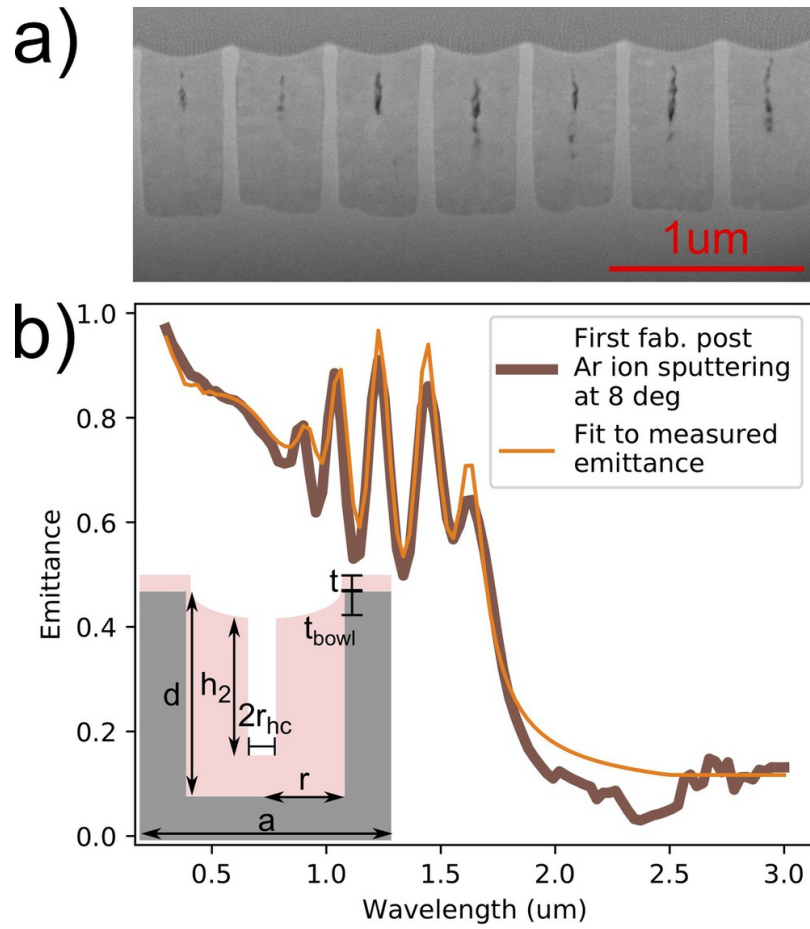 a)
1um
b)
1.0
0.8
0.6
0.4
0.2
0.0
Emittance
First fab. post
Ar ion sputtering
at 8 deg
Fit to measured
emittance
t
t_bowl
d
h₂
2r_hc
r
a
0.5
1.0
1.5
2.0
2.5
3.0
Wavelength (um)